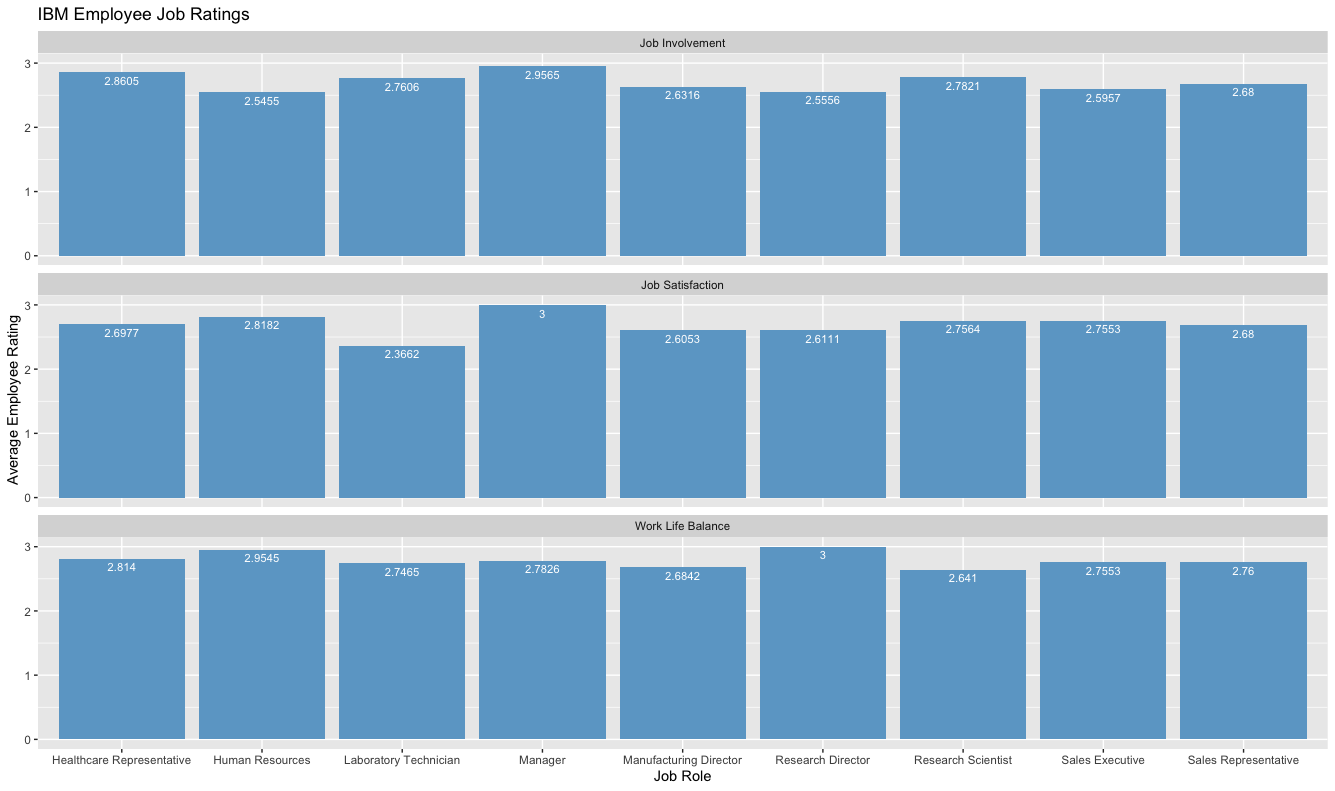 IBM Employee Job Ratings
Job Involvement
3
2
1
0
2.8605
2.5455
2.7606
2.9565
2.6316
2.5556
2.7821
2.5957
2.68
Job Satisfaction
3
2
1
0
2.6977
2.8182
2.3662
3
2.6053
2.6111
2.7564
2.7553
2.68
Average Employee Rating
Work Life Balance
3
2
1
0
2.814
2.9545
2.7465
2.7826
2.6842
3
2.641
2.7553
2.76
Healthcare Representative
Human Resources
Laboratory Technician
Manager
Manufacturing Director
Research Director
Research Scientist
Sales Executive
Sales Representative
Job Role